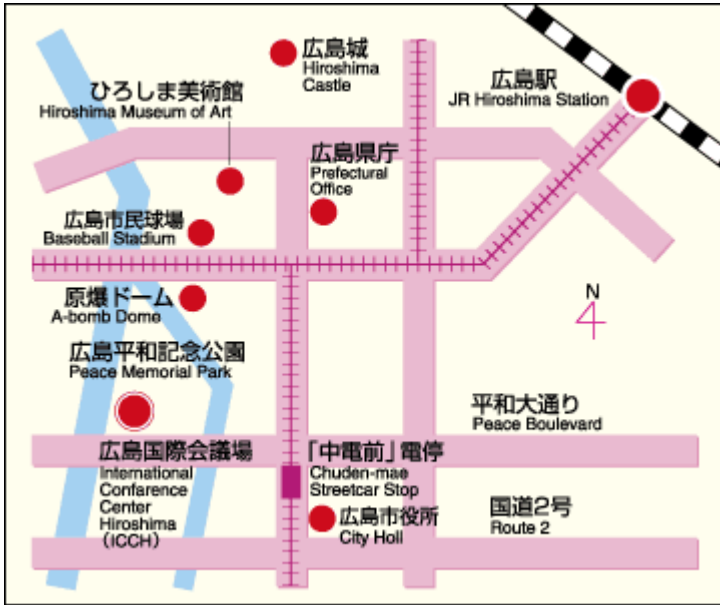 広島城
Hiroshima
Castle
ひろしま美術館
Hiroshima Museum of Art
広島駅
JR Hiroshima Station
広島県庁
Prefectural
Office
広島市民球場
Baseball Stadium
原爆ドーム
A-bomb Dome
N
広島平和記念公園
Peace Memorial Park
平和大通り
Peace Boulevard
広島国際会議場
International
Confarence
Center
Hiroshima
(ICCH)
「中電前」電停
Chuden-mae
Streetcar Stop
国道2号
Route 2
広島市役所
City Holl